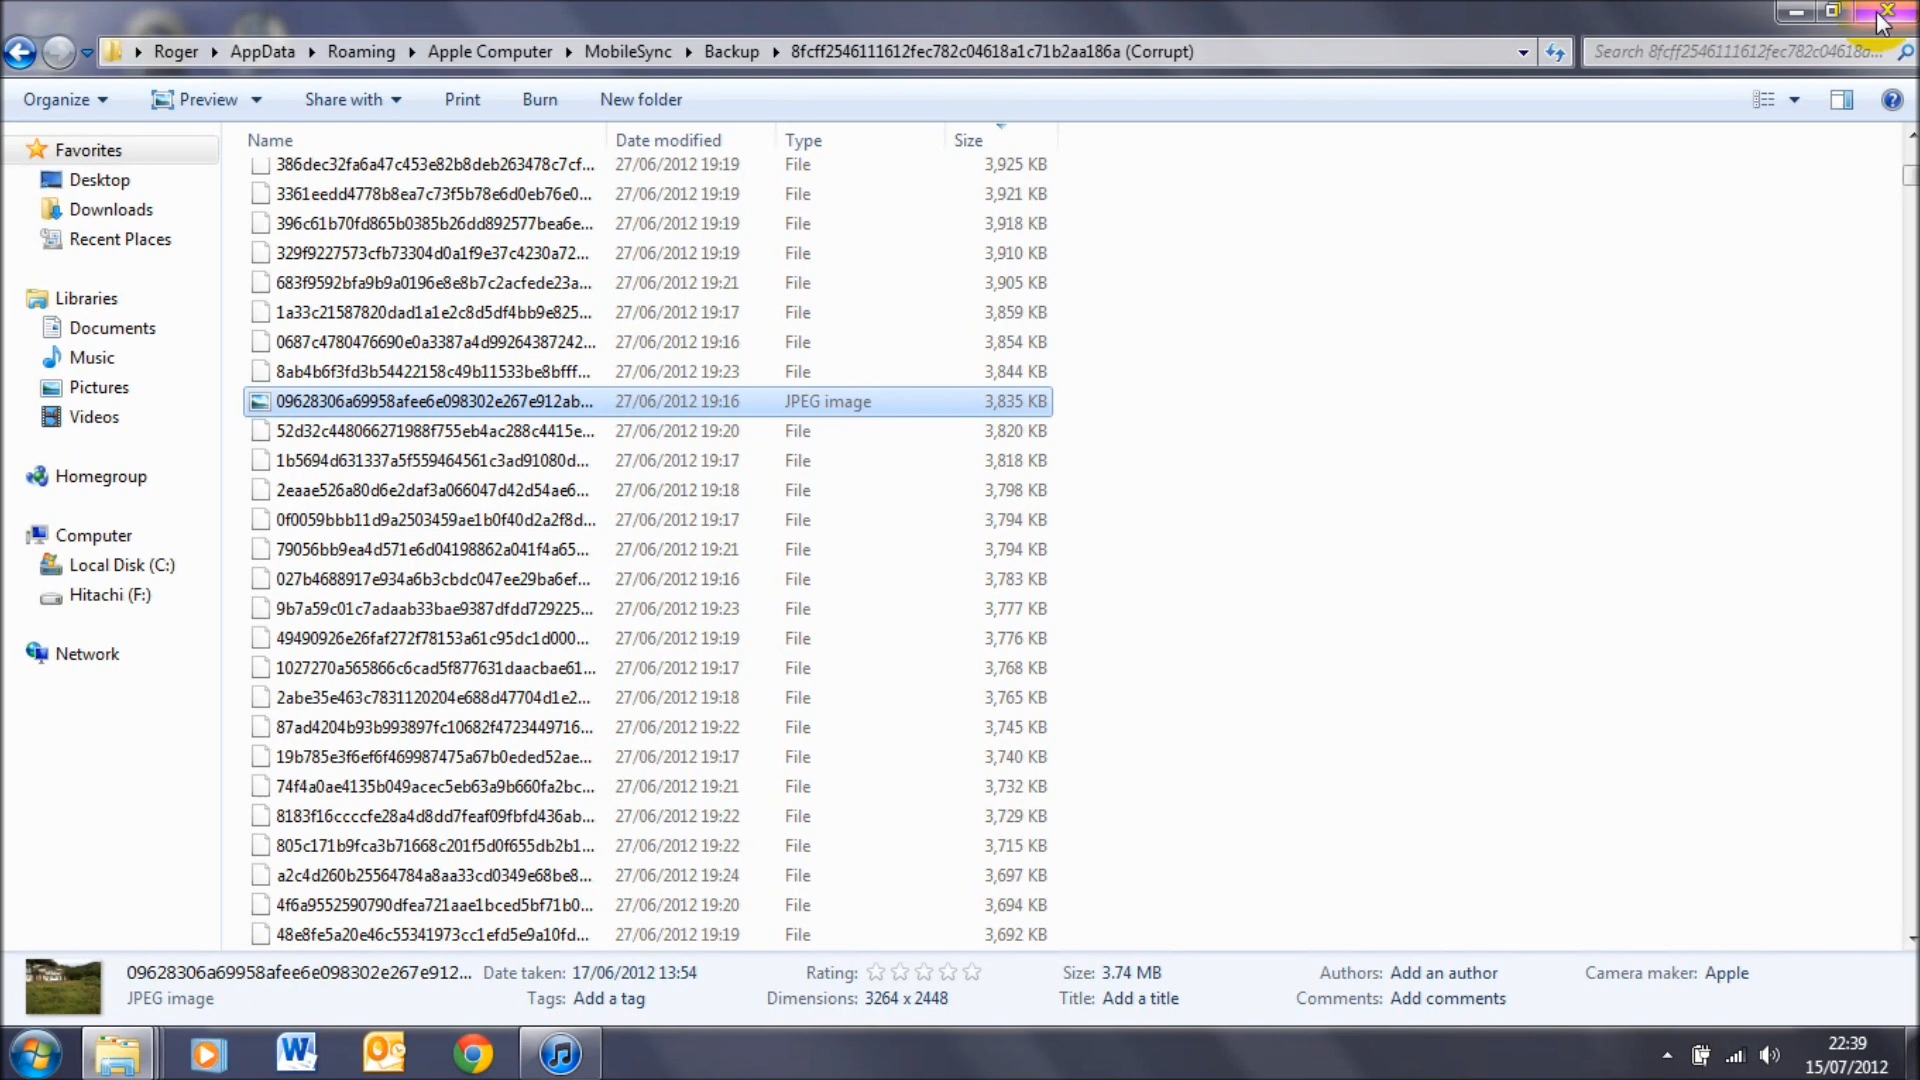 Roger AppData Roaming Apple Computer MobileSync Backup 8fcff2546111612fec782c04618a1c71b2aa186a (Corrupt) Search 8fcff2546111612fec782c04618a...
Organize Preview Share with Print Burn New folder
Name Date modified Type Size
386dec32fa6a47c453e82b8deb263478c7cf... 27/06/2012 19:19 File 3,925 KB
3361eedd4778b8ea7c73f5b78e6d0eb76e0... 27/06/2012 19:19 File 3,921 KB
396c61b70fd865b0385b26dd892577bea6e... 27/06/2012 19:19 File 3,918 KB
329f9227573cfb73304d0a1f9e37c4230a72... 27/06/2012 19:19 File 3,910 KB
683f9592bfa9b9a0196e8e8b7c2acfede23a... 27/06/2012 19:21 File 3,905 KB
1a33c21587820dad1a1e2c8d5df4bb9e825... 27/06/2012 19:17 File 3,859 KB
0687c4780476690e0a3387a4d99264387242... 27/06/2012 19:16 File 3,854 KB
8ab4b6f3fd3b54422158c49b11533be8bfff... 27/06/2012 19:23 File 3,844 KB
09628306a69958afee6e098302e267e912ab... 27/06/2012 19:16 JPEG image 3,835 KB
52d32c448066271988f755eb4ac288c4415e... 27/06/2012 19:20 File 3,820 KB
1b5694d631337a5f559464561c3ad91080d... 27/06/2012 19:17 File 3,818 KB
2eaae526a80d6e2daf3a066047d42d54ae6... 27/06/2012 19:18 File 3,798 KB
0f0059bbb11d9a2503459ae1b0f40d2a2f8d... 27/06/2012 19:17 File 3,794 KB
79056bb9ea4d571e6d04198862a041f4a65... 27/06/2012 19:21 File 3,794 KB
027b4688917e934a6b3cbdc047ee29ba6ef... 27/06/2012 19:16 File 3,783 KB
9b7a59c01c7adaab33bae9387dfdd729225... 27/06/2012 19:23 File 3,777 KB
49490926e26faf272f78153a61c95dc1d000... 27/06/2012 19:19 File 3,776 KB
1027270a565866c6cad5f877631daacbae61... 27/06/2012 19:17 File 3,768 KB
2abe35e463c7831120204e688d47704d1e2... 27/06/2012 19:18 File 3,765 KB
87ad4204b93b993897fc10682f4723449716... 27/06/2012 19:22 File 3,745 KB
19b785e3f6ef6f469987475a67b0eded52ae... 27/06/2012 19:17 File 3,740 KB
74f4a0ae4135b049acec5eb63a9b660fa2bc... 27/06/2012 19:21 File 3,732 KB
8183f16ccccfe28a4d8dd7feaf09fbfd436ab... 27/06/2012 19:22 File 3,729 KB
805c171b9fca3b71668c201f5d0f655db2b1... 27/06/2012 19:22 File 3,715 KB
a2c4d260b25564784a8aa33cd0349e68be8... 27/06/2012 19:24 File 3,697 KB
4f6a9552590790dfea721aae1bced5bf71b0... 27/06/2012 19:20 File 3,694 KB
48e8fe5a20e46c55341973cc1efd5e9a10fd... 27/06/2012 19:19 File 3,692 KB
Favorites
Desktop
Downloads
Recent Places
Libraries
Documents
Music
Pictures
Videos
Homegroup
Computer
Local Disk (C:)
Hitachi (F:)
Network
09628306a69958afee6e098302e267e912... Date taken: 17/06/2012 13:54 Rating: Size: 3.74 MB Authors: Add an author Camera maker: Apple
JPEG image Tags: Add a tag Dimensions: 3264 x 2448 Title: Add a title Comments: Add comments
22:39
15/07/2012